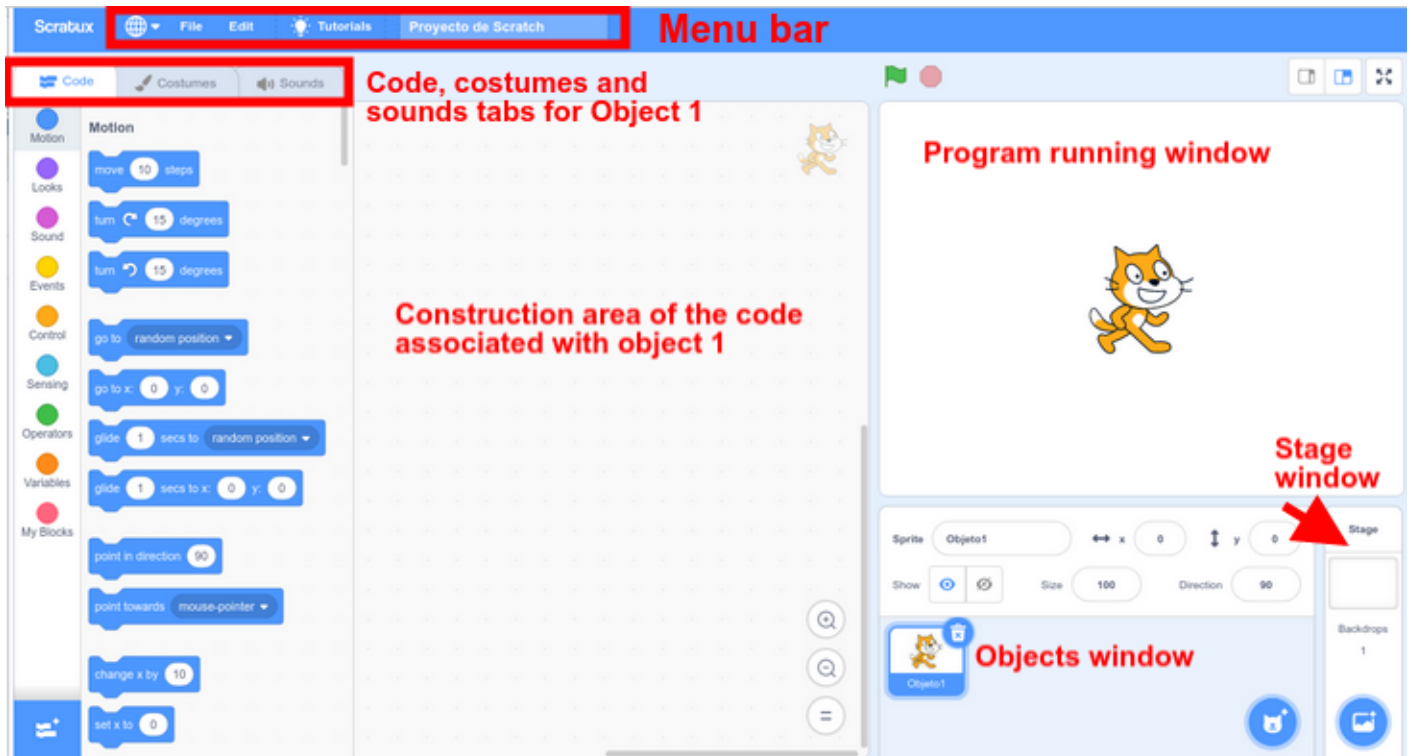 Scratux File Edit Tutorials Proyecto de Scratch Menu bar
Code Costumes Sounds
Code, costumes and
sounds tabs for Object 1
Motion
Looks
Sound
Events
Control
Sensing
Operators
Variables
My Blocks
Motion
move 10 steps
turn 15 degrees
turn 15 degrees
go to random position
go to x: 0 y: 0
glide 1 secs to random position
glide 1 secs to x: 0 y: 0
point in direction 90
point towards mouse-pointer
change x by 10
set x to 0
Construction area of the code
associated with object 1
Program running window
Stage
window
Sprite Objeto1 x 0 y 0
Show Size 100 Direction 90
Objeto1
Objects window
Stage
Backdrops
1